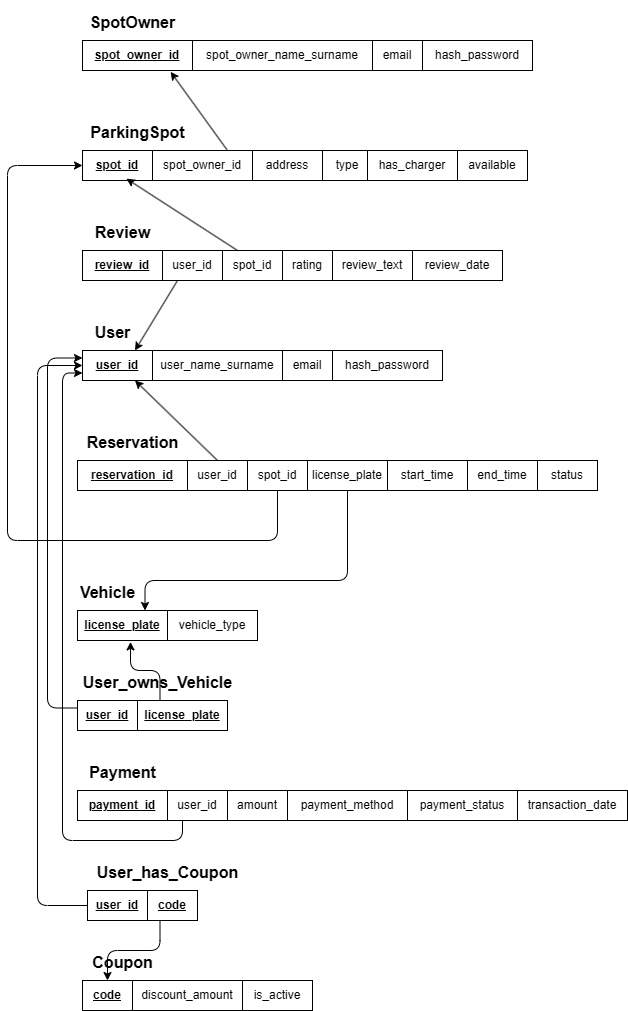 SpotOwner
spot_owner_id spot_owner_name_surname email hash_password
ParkingSpot
spot_id spot_owner_id address type has_charger available
Review
review_id user_id spot_id rating review_text review_date
User
user_id user_name_surname email hash_password
Reservation
reservation_id user_id spot_id license_plate start_time end_time status
Vehicle
license_plate vehicle_type
User_owns_Vehicle
user_id license_plate
Payment
payment_id user_id amount payment_method payment_status transaction_date
User_has_Coupon
user_id code
Coupon
code discount_amount is_active